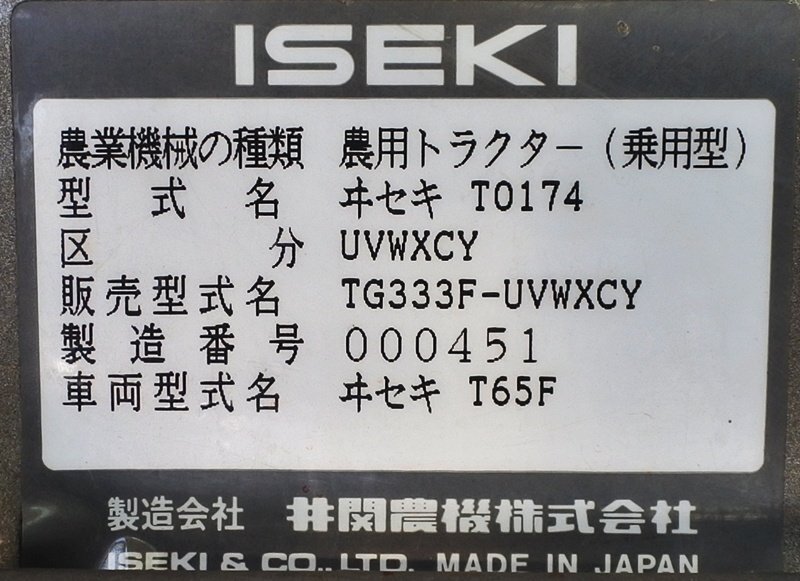 ISEKI
農業機械の種類 農用トラクター(乗用型)
型式名 ヰセキ T0174
区分 UVWXCY
販売型式名 TG333F-UVWXCY
製造番号 000451
車両型式名 ヰセキ T65F
製造会社 井関農機株式会社
ISEKI & CO., LTD. MADE IN JAPAN